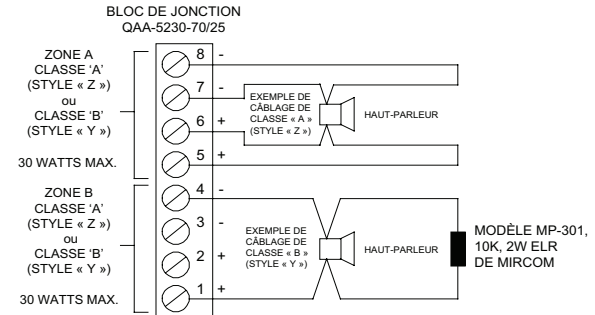 BLOC DE JONCTION
QAA-5230-70/25
ZONE A
CLASSE 'A'
(STYLE « Z »)
ou
CLASSE 'B'
(STYLE « Y »)
30 WATTS MAX.
8 -
7 -
6 +
5 +
EXEMPLE DE
CÂBLAGE DE
CLASSE « A »
(STYLE « Z »)
HAUT-PARLEUR
ZONE B
CLASSE 'A'
(STYLE « Z »)
ou
CLASSE 'B'
(STYLE « Y »)
30 WATTS MAX.
4 -
3 -
2 +
1 +
EXEMPLE DE
CÂBLAGE DE
CLASSE « B »
(STYLE « Y »)
HAUT-PARLEUR
MODÈLE MP-301,
10K, 2W ELR
DE MIRCOM